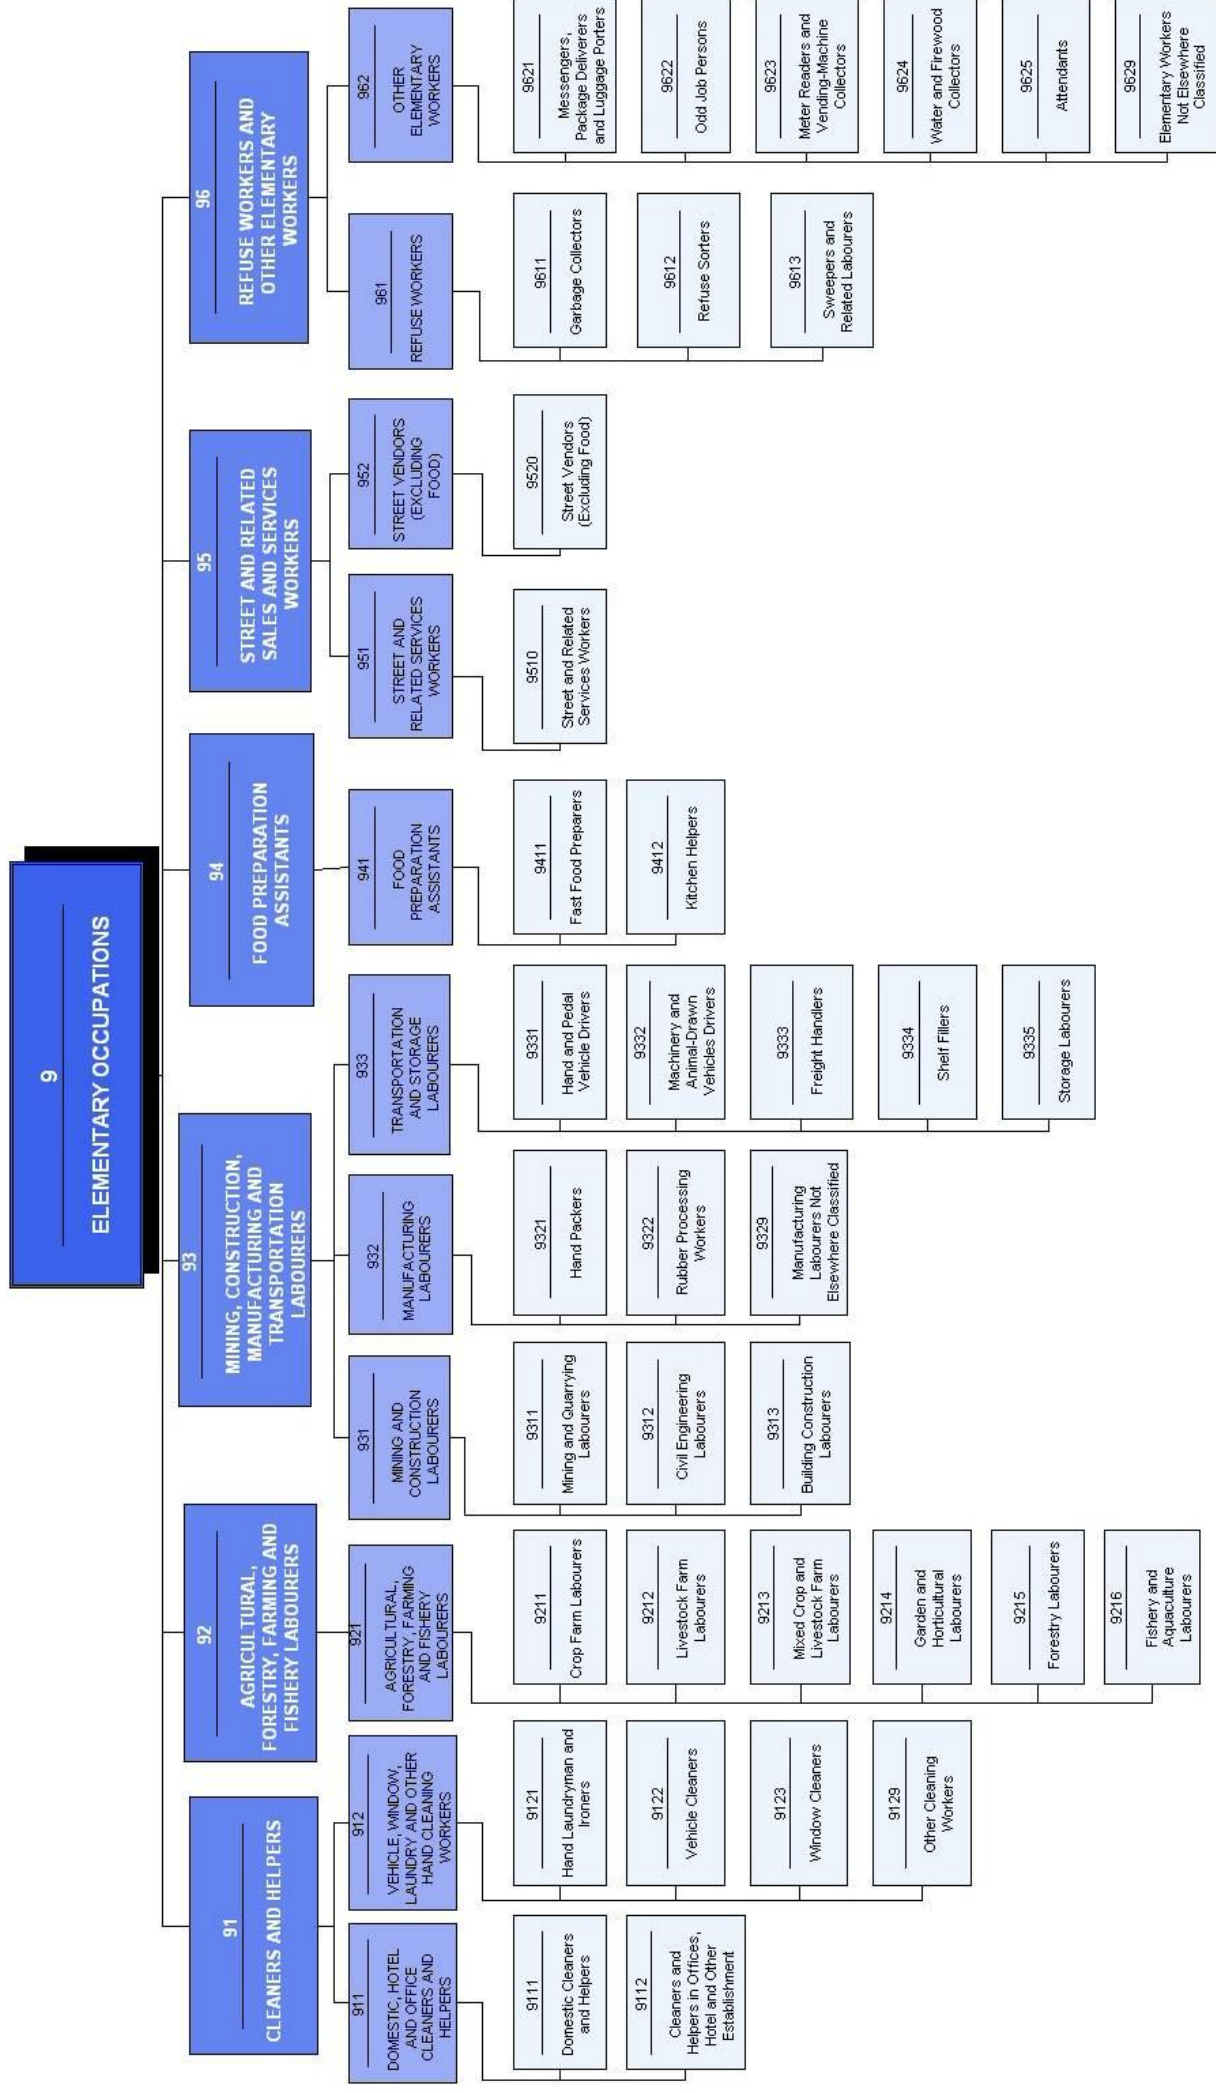 9
ELEMENTARY OCCUPATIONS
91
CLEANERS AND HELPERS
92
AGRICULTURAL,
FORESTRY, FARMING AND
FISHERY LABOURERS
93
MINING, CONSTRUCTION,
MANUFACTURING AND
TRANSPORTATION
LABOURERS
94
FOOD PREPARATION
ASSISTANTS
95
STREET AND RELATED
SALES AND SERVICES
WORKERS
96
REFUSE WORKERS AND
OTHER ELEMENTARY
WORKERS
911
DOMESTIC, HOTEL
AND OFFICE
CLEANERS AND
HELPERS
912
VEHICLE, WINDOW,
LAUNDRY AND OTHER
HAND CLEANING
WORKERS
921
AGRICULTURAL,
FORESTRY, FARMING
AND FISHERY
LABOURERS
931
MINING AND
CONSTRUCTION
LABOURERS
932
MANUFACTURING
LABOURERS
933
TRANSPORTATION
AND STORAGE
LABOURERS
941
FOOD
PREPARATION
ASSISTANTS
951
STREET AND
RELATED SERVICES
WORKERS
952
STREET VENDORS
(EXCLUDING
FOOD)
961
REFUSE WORKERS
962
OTHER
ELEMENTARY
WORKERS
9111
Domestic Cleaners
and Helpers
9112
Cleaners and
Helpers in Offices,
Hotel and Other
Establishment
9121
Hand Laundryman and
Ironers
9122
Vehicle Cleaners
9123
Window Cleaners
9129
Other Cleaning
Workers
9211
Crop Farm Labourers
9212
Livestock Farm
Labourers
9213
Mixed Crop and
Livestock Farm
Labourers
9214
Garden and
Horticultural
Labourers
9215
Forestry Labourers
9216
Fishery and
Aquaculture
Labourers
9311
Mining and Quarrying
Labourers
9312
Civil Engineering
Labourers
9313
Building Construction
Labourers
9321
Hand Packers
9322
Rubber Processing
Workers
9329
Manufacturing
Labourers Not
Elsewhere Classified
9331
Hand and Pedal
Vehicle Drivers
9332
Machinery and
Animal-Drawn
Vehicles Drivers
9333
Freight Handlers
9334
Shelf Fillers
9335
Storage Labourers
9411
Fast Food Preparers
9412
Kitchen Helpers
9510
Street and Related
Services Workers
9520
Street Vendors
(Excluding Food)
9611
Garbage Collectors
9612
Refuse Sorters
9613
Sweepers and
Related Labourers
9621
Messengers,
Package Deliverers
and Luggage Porters
9622
Odd Job Persons
9623
Meter Readers and
Vending-Machine
Collectors
9624
Water and Firewood
Collectors
9625
Attendants
9629
Elementary Workers
Not Elsewhere
Classified